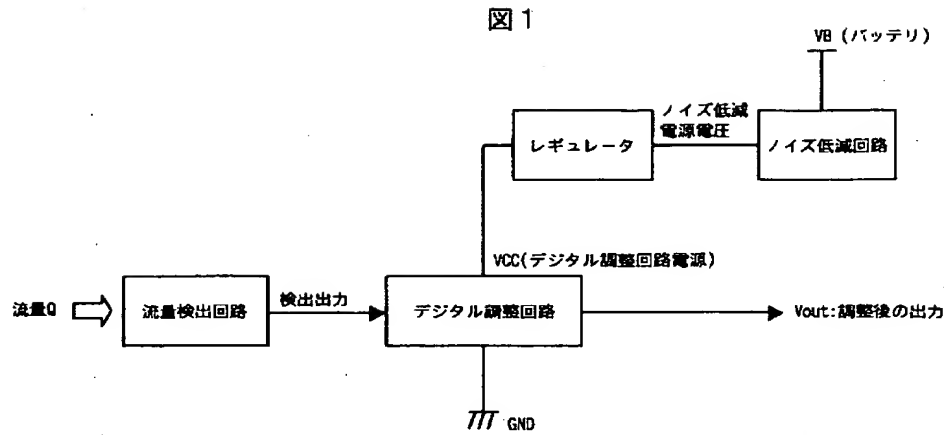 図1
VB (バッテリ)
ノイズ低減
電源電圧
レギュレータ
ノイズ低減回路
VCC(デジタル調整回路電源)
流量Q
流量検出回路
検出出力
デジタル調整回路
Vout:調整後の出力
GND